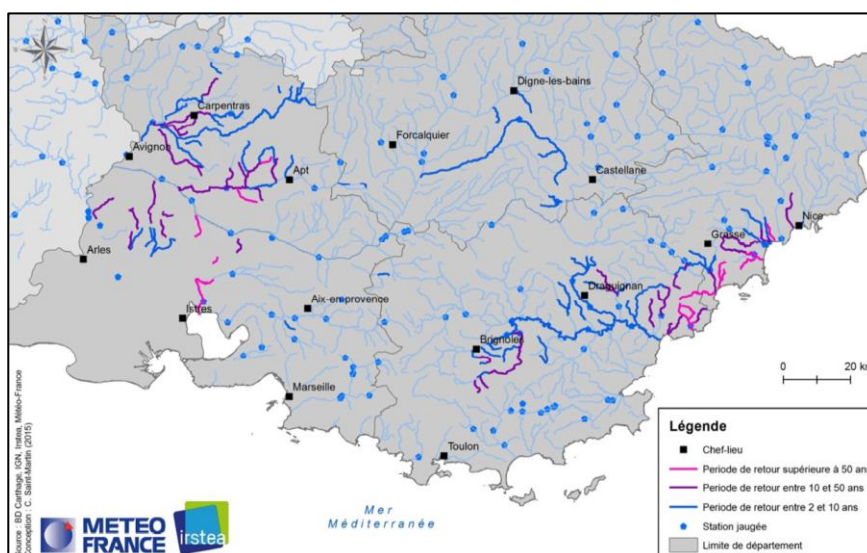 Digne-les-bains
Carpentras
Forcalquier
Avignon
Apt
Castellane
Nice
Grasse
Arles
Draguignan
Aix-en-provence
Istres
Brignoles
Marseille
Toulon
0 20 km
Mer
Méditerranée
Source : BD Carthage, IGN, Irstea, Météo-France
Conception : C. Saint-Martin (2015)
METEO
FRANCE
irstea
Légende
Chef-lieu
Periode de retour supérieure à 50 ans
Periode de retour entre 10 et 50 ans
Periode de retour entre 2 et 10 ans
Station jaugée
Limite de département